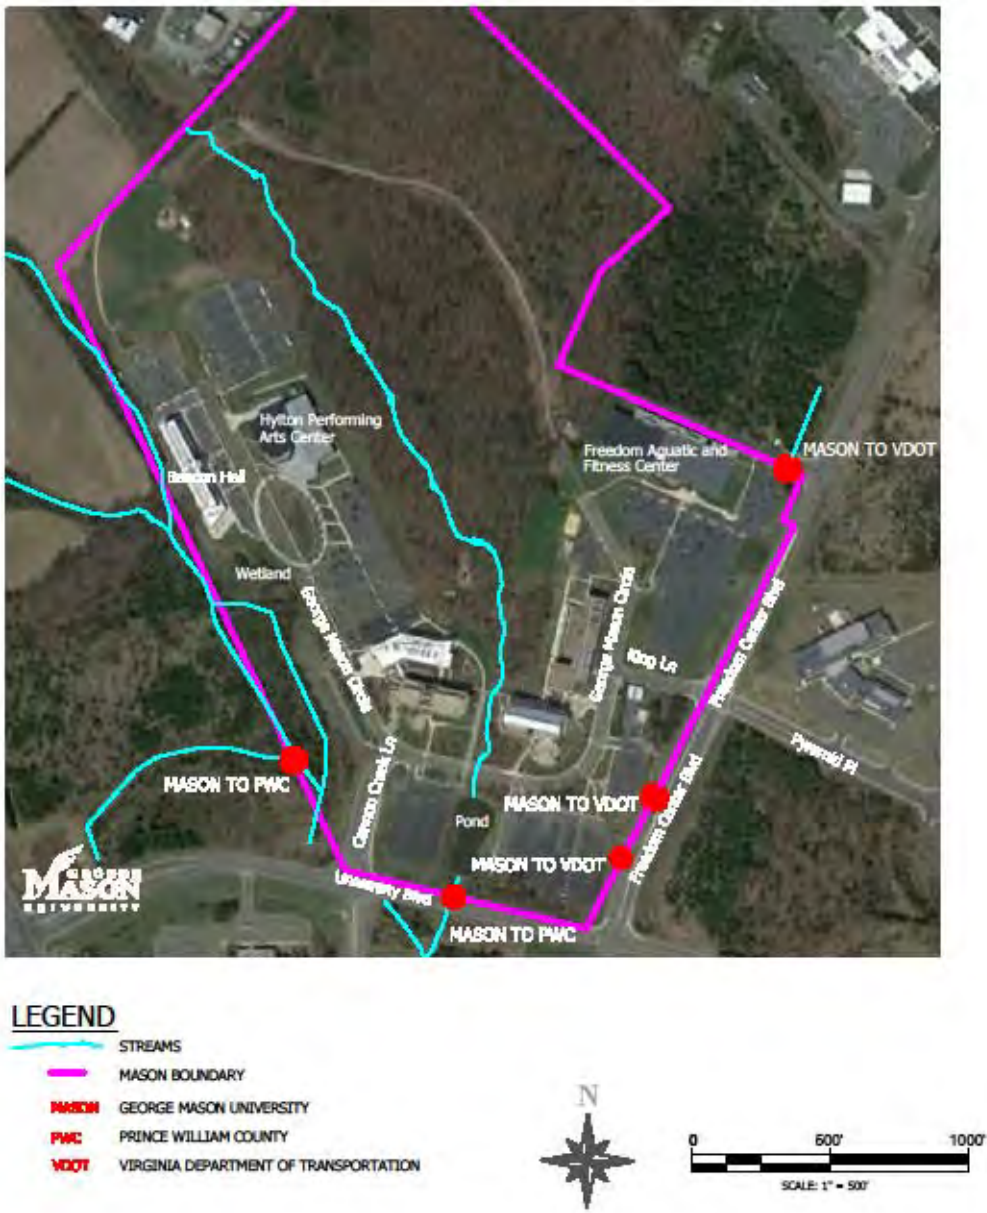 MASON TO VDOT
Hylton Performing
Arts Center
Freedom Aquatic and
Fitness Center
Beacon Hall
Wetland
George Mason Circle
George Mason Circle
King Ln
Freedom Center Blvd
Pyramid Pl
Cannon Creek Ln
MASON TO PWC
MASON TO VDOT
Pond
Freedom Center Blvd
MASON TO VDOT
GEORGE
MASON
UNIVERSITY
University Blvd
MASON TO PWC
LEGEND
STREAMS
MASON BOUNDARY
MASON GEORGE MASON UNIVERSITY
PWC PRINCE WILLIAM COUNTY
VDOT VIRGINIA DEPARTMENT OF TRANSPORTATION
N
0 600' 1000'
SCALE: 1" = 500'